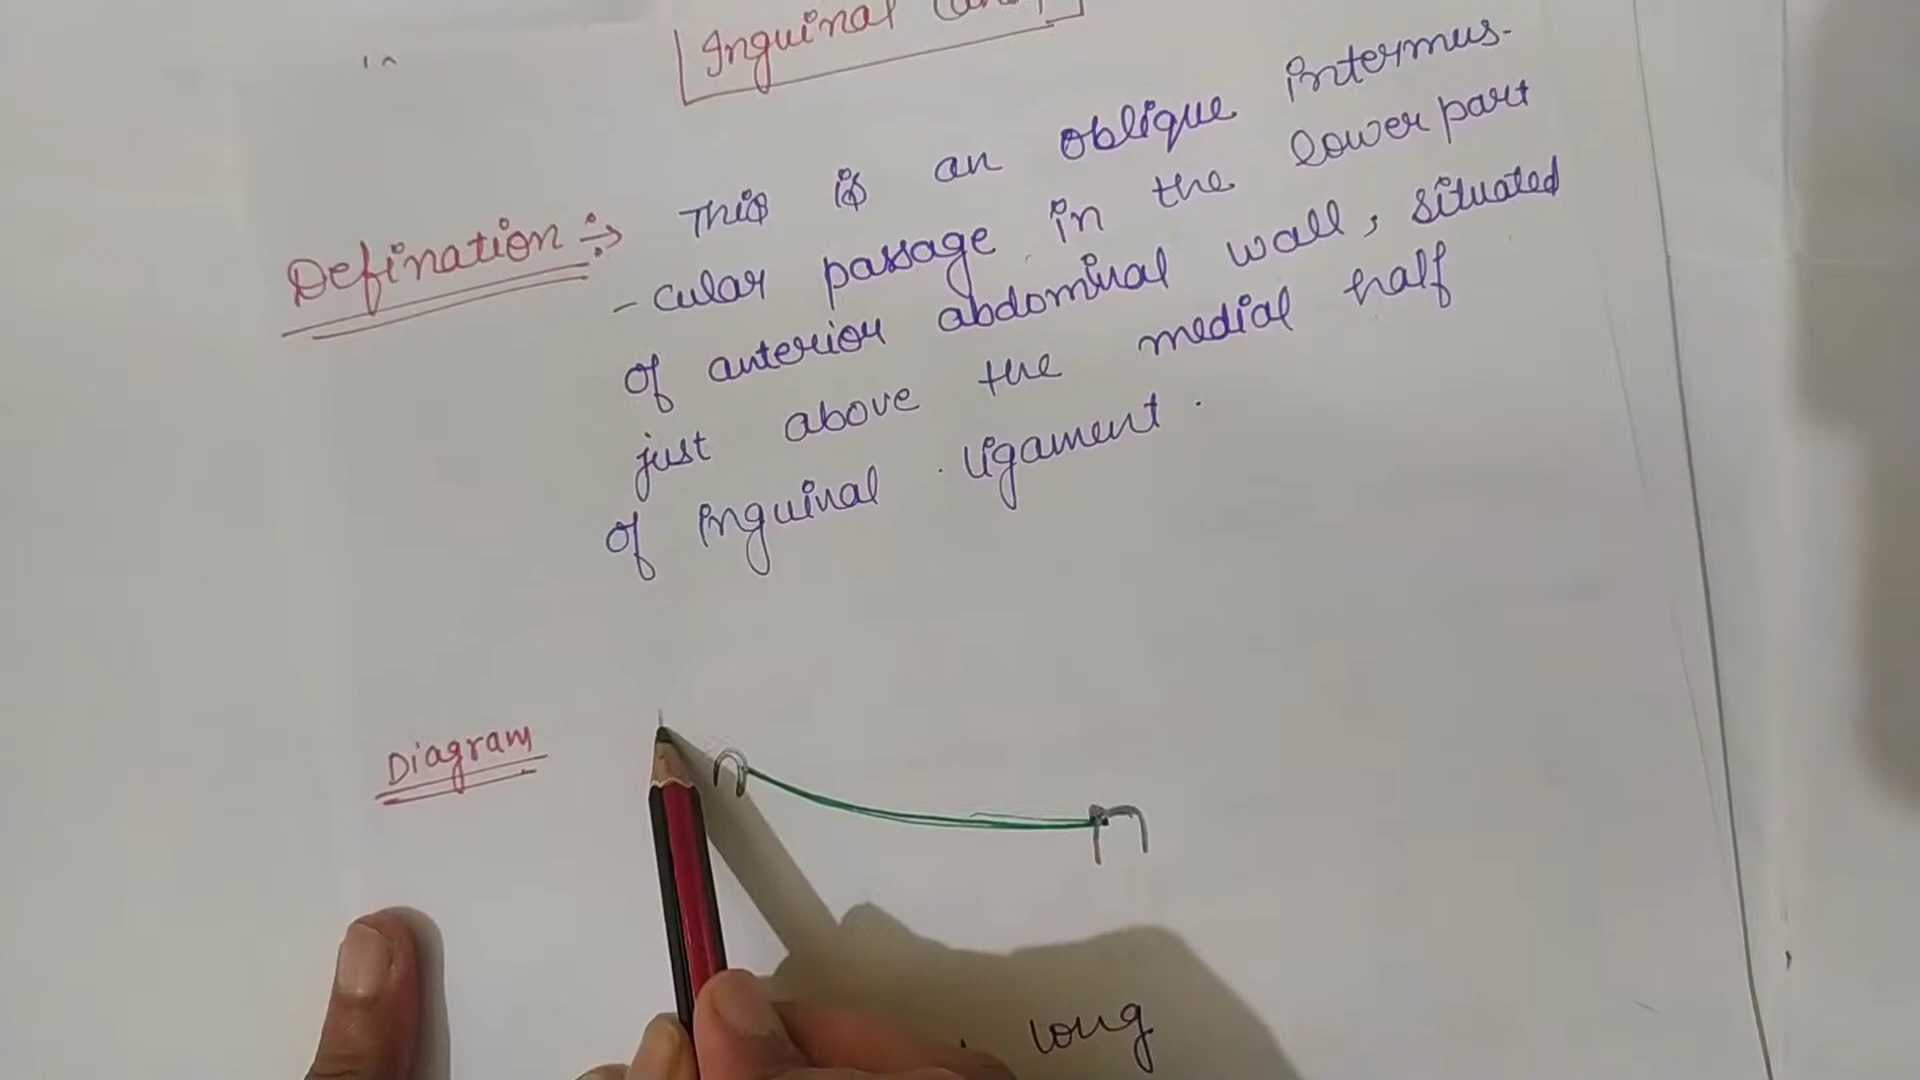 Inguinal
Defination :→ This is an oblique intermus-
-cular passage in the lower part
of anterior abdominal wall, situated
just above the medial half
of inguinal ligament.
Diagram
long